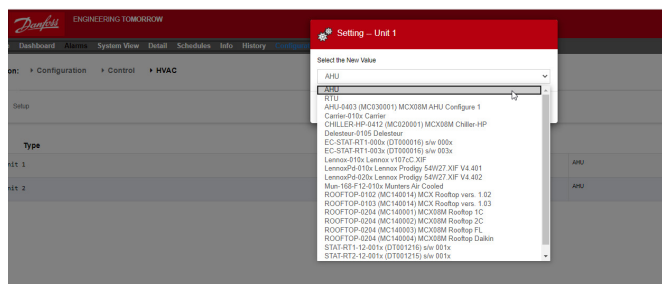 Danfoss ENGINEERING TOMORROW
Dashboard Alarms System View Detail Schedules Info History
Setting -- Unit 1
Select the New Value
AHU
on: Configuration Control HVAC
AHU
RTU
AHU-0403 (MC030001) MCX08M AHU Configure 1
Carrier-010x Carrier
CHILLER-HP-0412 (MC020001) MCX08M Chiller-HP
Delesteur-0105 Delesteur
EC-STAT-RT1-000x (DT000016) s/w 000x
EC-STAT-RT1-003x (DT000016) s/w 003x
Lennox-010x Lennox v107cC.XIF
LennoxPd-010x Lennox Prodigy 54W27.XIF V4.401
LennoxPd-020x Lennox Prodigy 54W27.XIF V4.402
Mun-168-F12-010x Munters Air Cooled
ROOFTOP-0102 (MC140014) MCX Rooftop vers. 1.02
ROOFTOP-0103 (MC140014) MCX Rooftop vers. 1.03
ROOFTOP-0204 (MC140001) MCX08M Rooftop 1C
ROOFTOP-0204 (MC140002) MCX08M Rooftop 2C
ROOFTOP-0204 (MC140003) MCX08M Rooftop FL
ROOFTOP-0204 (MC140004) MCX08M Rooftop Daikin
STAT-RT1-12-001x (DT001215) s/w 001x
STAT-RT2-12-001x (DT001216) s/w 001x
Setup
Type
nit 1 AHU
nit 2 AHU